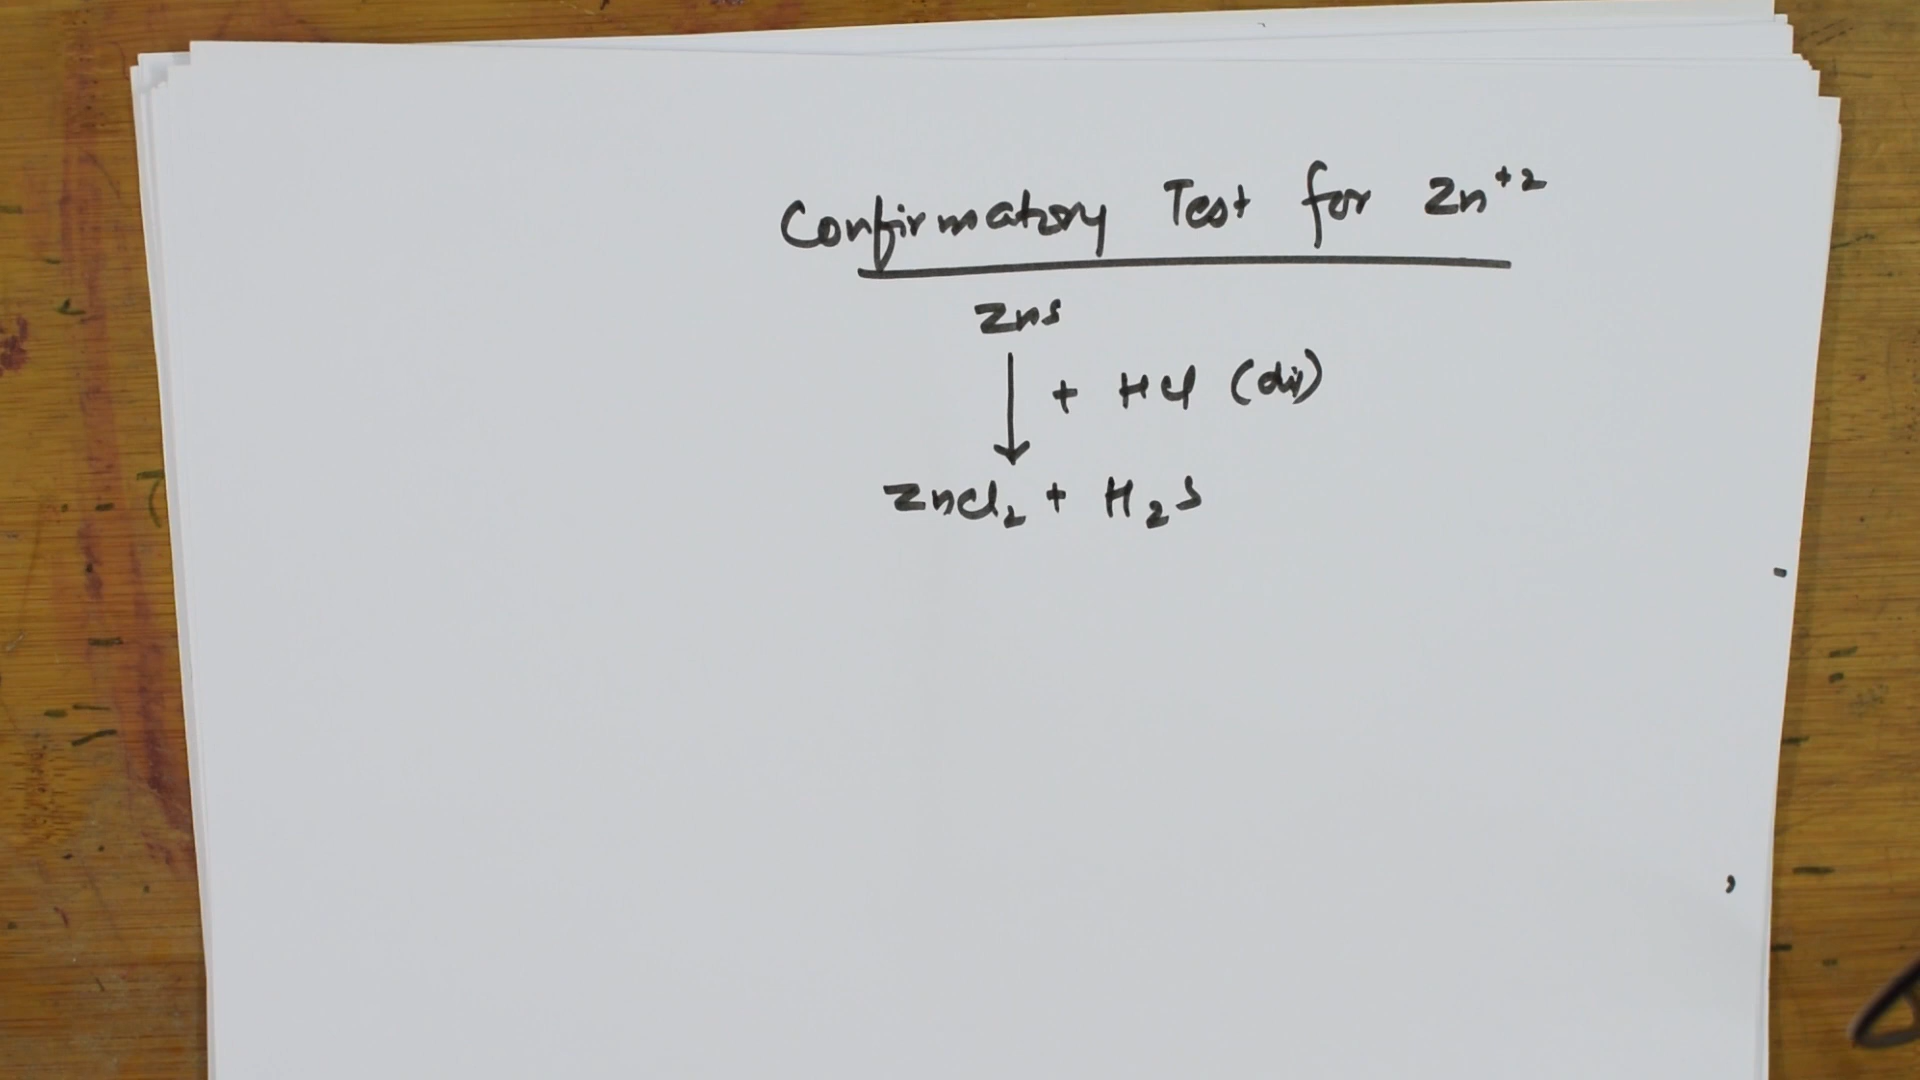 Confirmatory Test for Zn+2
ZnS
+ HCl (dil)
ZnCl2 + H2S